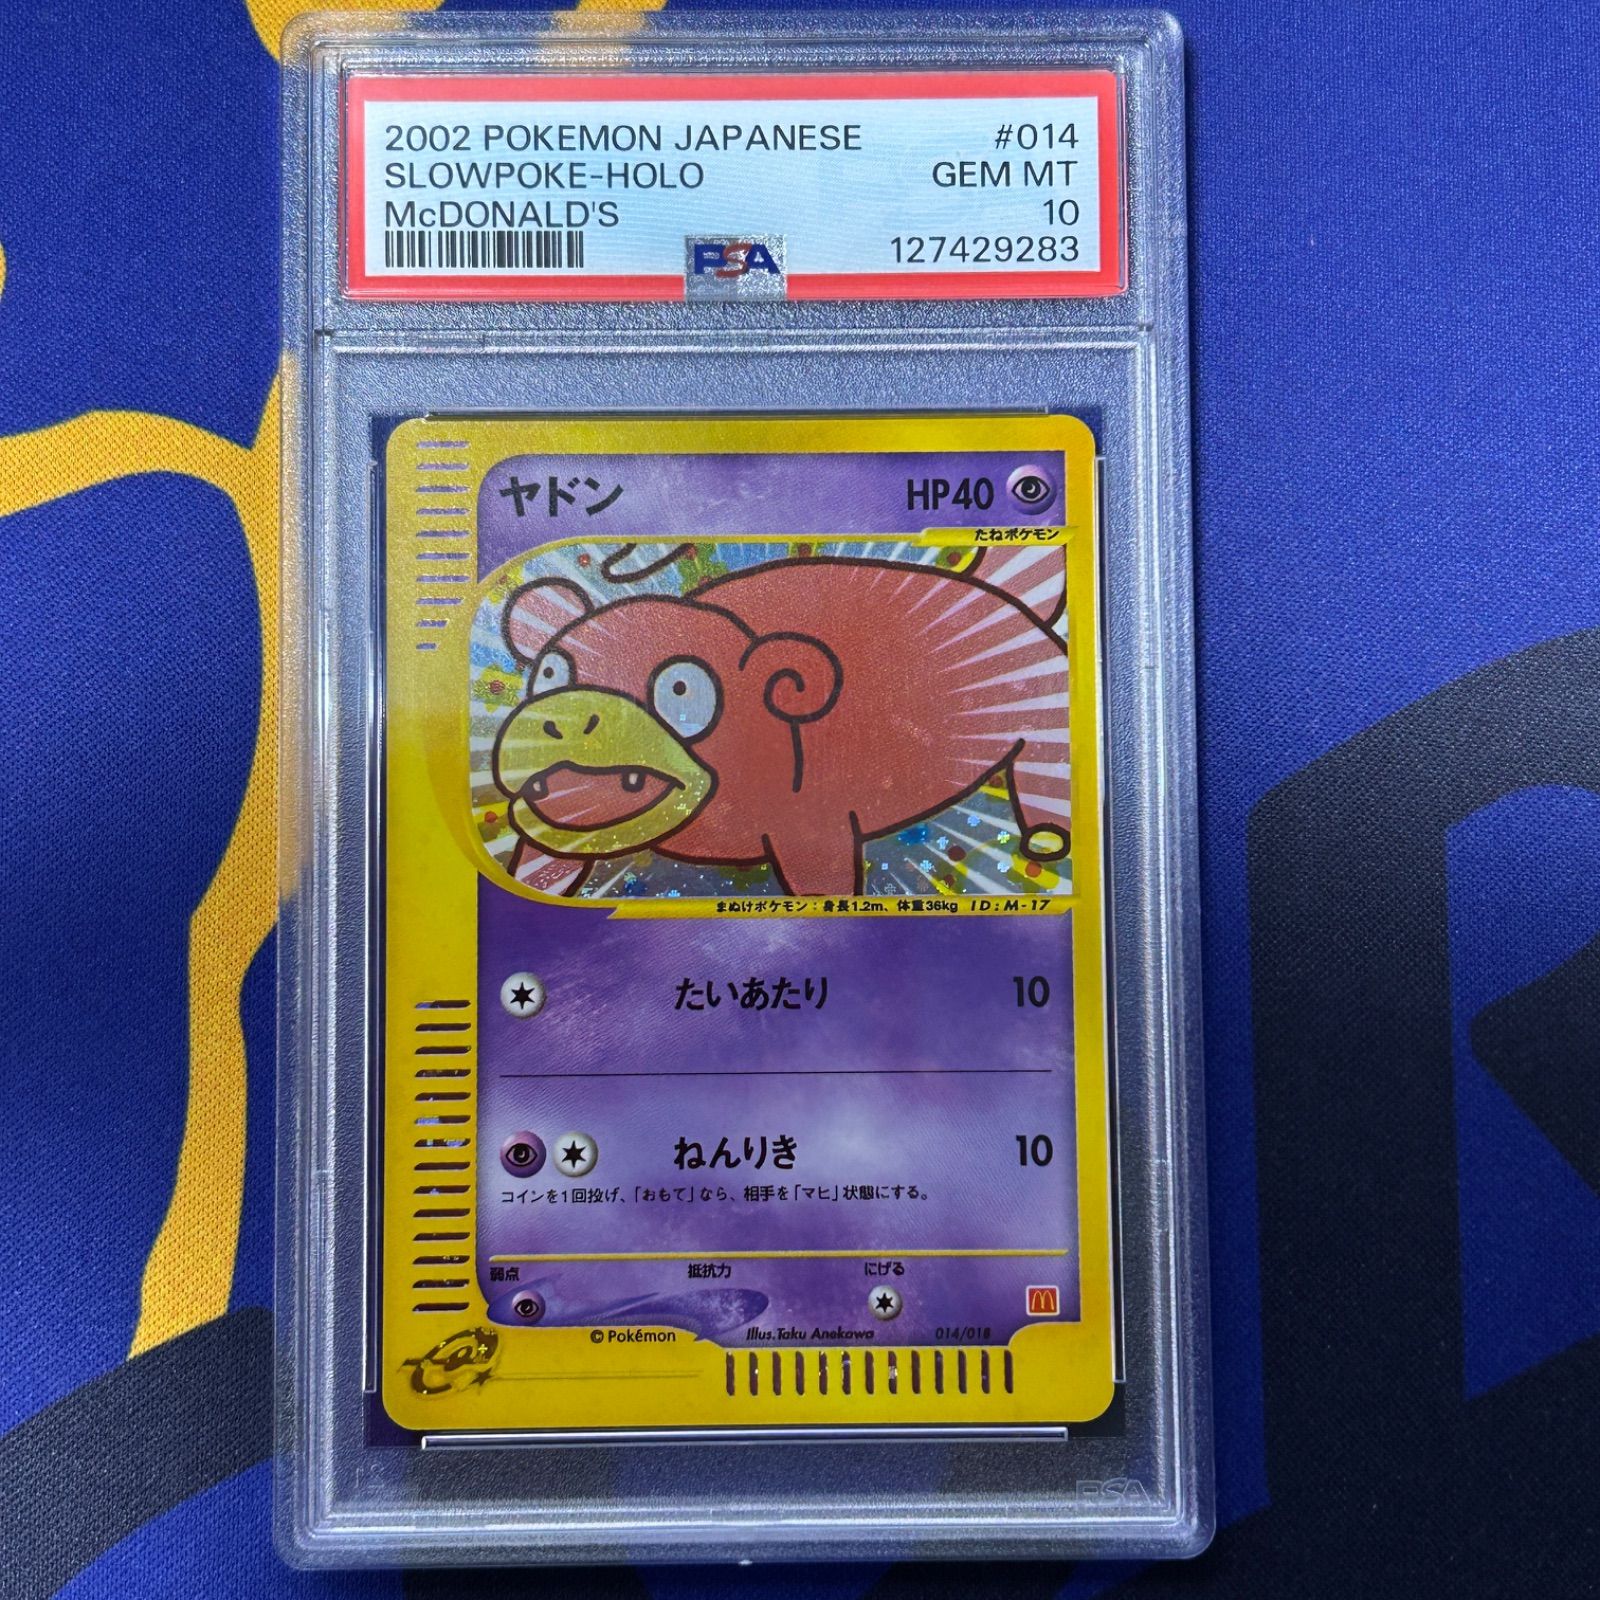 2002 POKEMON JAPANESE #014
SLOWPOKE-HOLO GEM MT
McDONALD'S 10
PSA 127429283
ヤドン HP40
たねポケモン
まぬけポケモン：身長1.2m、体重36kg ID:M-17
たいあたり 10
ねんりき 10
コインを1回投げ、「おもて」なら、相手を「マヒ」状態にする。
弱点 抵抗力 にげる
©Pokémon Illus.Taku Anekawa 014/018
PSA